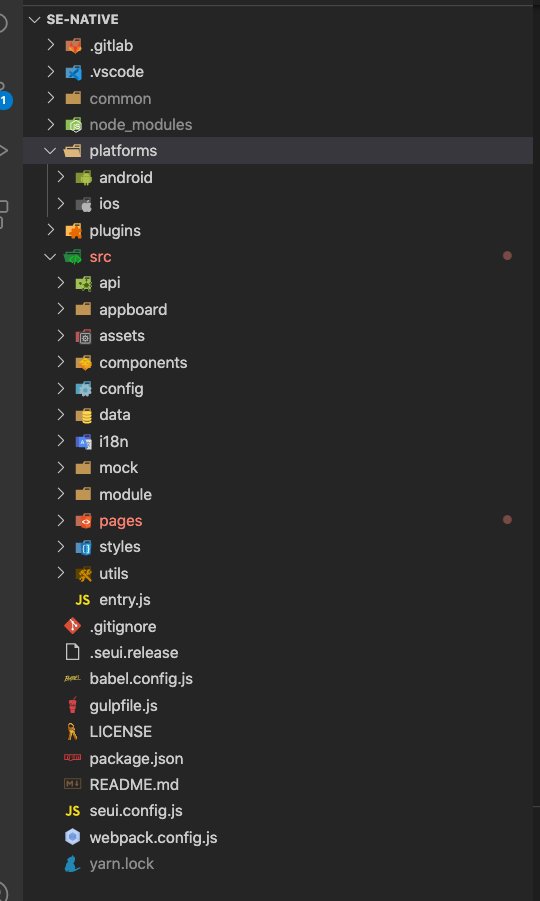 SE-NATIVE
.gitlab
.vscode
1
common
node_modules
platforms
android
ios
plugins
src
api
appboard
assets
components
config
data
i18n
mock
module
pages
styles
utils
JS entry.js
.gitignore
.seui.release
BABEL babel.config.js
gulpfile.js
LICENSE
npm package.json
M README.md
JS seui.config.js
webpack.config.js
yarn.lock